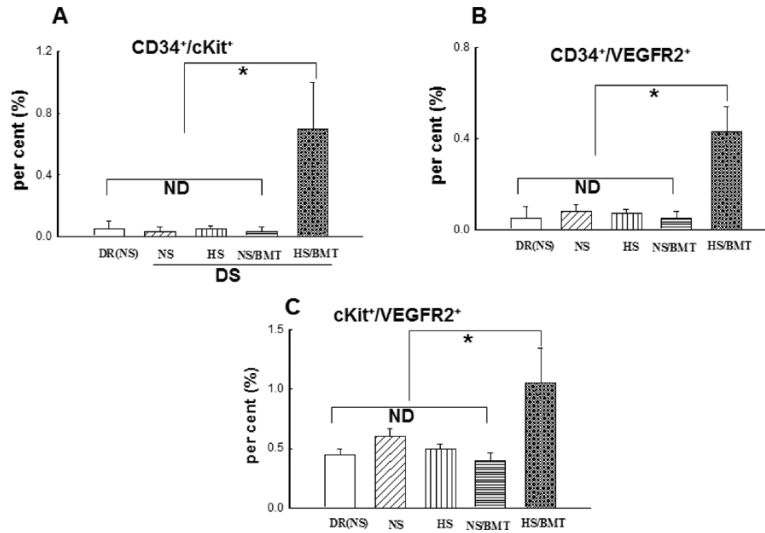 A
CD34⁺/cKit⁺
per cent (%)
1.2
0.8
0.4
0.0
*
ND
DR(NS) NS HS NS/BMT HS/BMT
DS
B
CD34⁺/VEGFR2⁺
per cent (%)
0.8
0.4
0.0
*
ND
DR(NS) NS HS NS/BMT HS/BMT
C
cKit⁺/VEGFR2⁺
per cent (%)
1.5
1.0
0.5
0.0
*
ND
DR(NS) NS HS NS/BMT HS/BMT